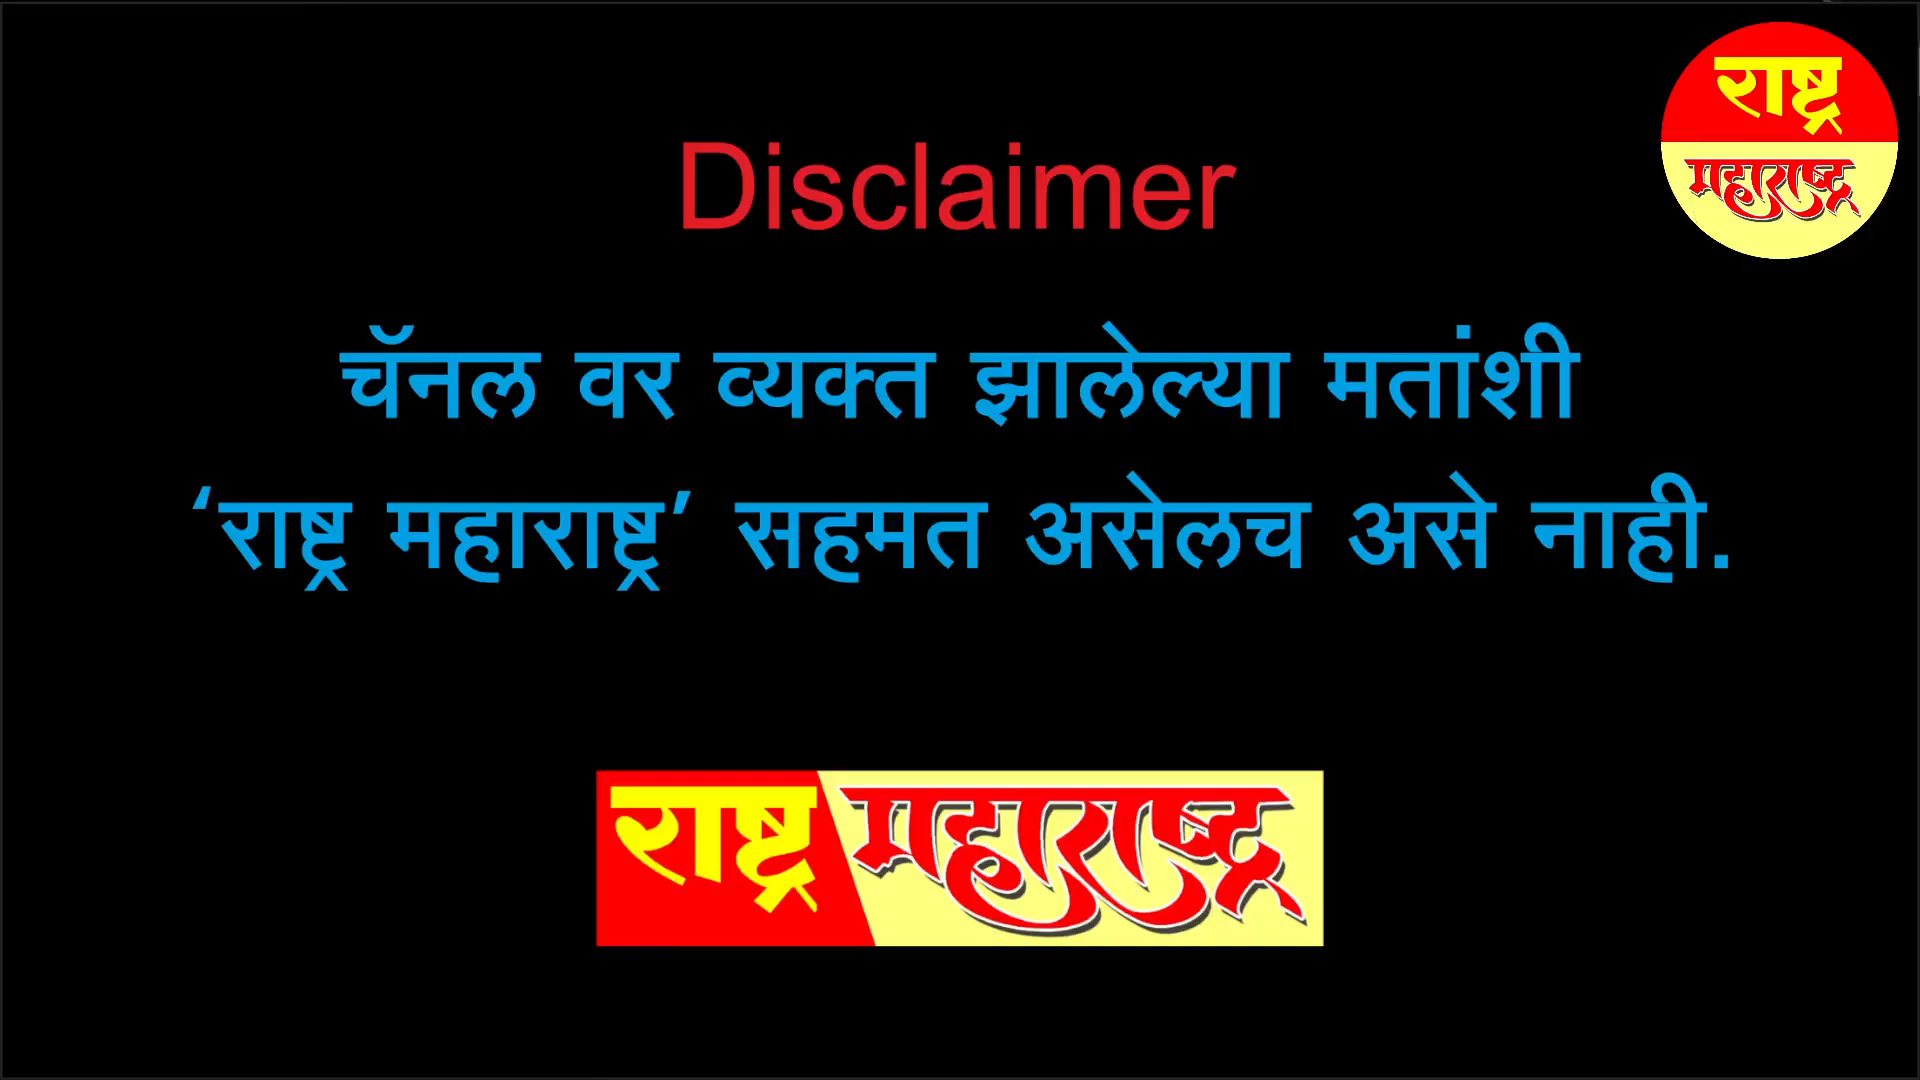 राष्ट्र
महाराष्ट्र
Disclaimer
चॅनल वर व्यक्त झालेल्या मतांशी
‘राष्ट्र महाराष्ट्र’ सहमत असेलच असे नाही.
राष्ट्र महाराष्ट्र